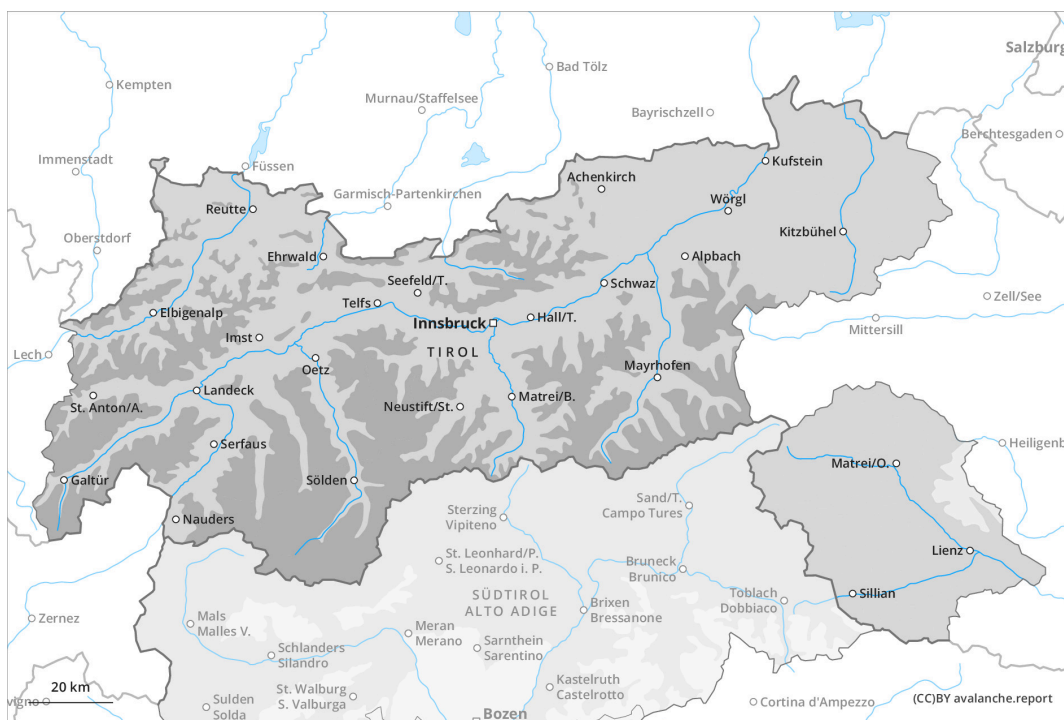 Salzburg
Bad Tölz
Kempten
Murnau/Staffelsee
Bayrischzell
Berchtesgaden
Immenstadt
Füssen
Kufstein
Achenkirch
Garmisch-Partenkirchen
Reutte
Wörgl
Kitzbühel
Oberstdorf
Ehrwald
Alpbach
Seefeld/T.
Schwaz
Zell/See
Telfs
Elbigenalp
Hall/T.
Innsbruck
Mittersill
Imst
Lech
TIROL
Oetz
Mayrhofen
Landeck
St. Anton/A.
Neustift/St.
Matrei/B.
Serfaus
Heiligenb
Matrei/O.
Galtür
Sölden
Sand/T.
Campo Tures
Nauders
Sterzing
Vipiteno
Lienz
St. Leonhard/P.
S. Leonardo i. P.
Bruneck
Brunico
SÜDTIROL
ALTO ADIGE
Sillian
Toblach
Dobbiaco
Brixen
Bressanone
Zernez
Mals
Malles V.
Meran
Merano
Sarnthein
Sarentino
Schlanders
Silandro
20 km
St. Walburg
S. Valburga
Kastelruth
Castelrotto
vigno
Sulden
Solda
Cortina d'Ampezzo
(CC)BY avalanche.report
Bozen